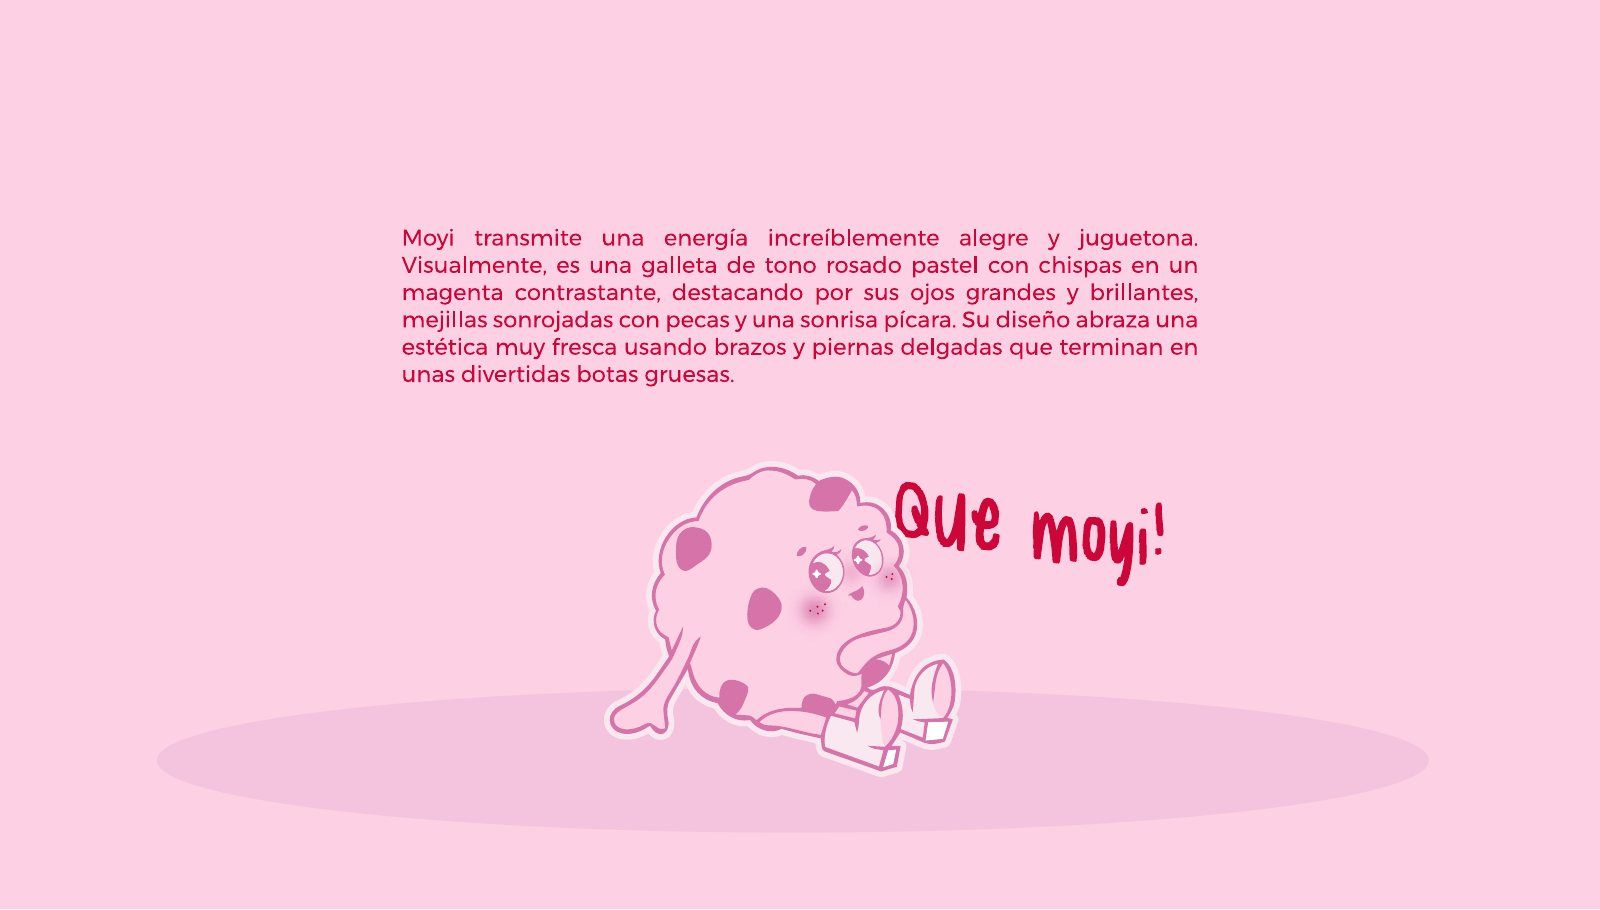 Moyi transmite una energía increíblemente alegre y juguetona.
Visualmente, es una galleta de tono rosado pastel con chispas en un
magenta contrastante, destacando por sus ojos grandes y brillantes,
mejillas sonrojadas con pecas y una sonrisa pícara. Su diseño abraza una
estética muy fresca usando brazos y piernas delgadas que terminan en
unas divertidas botas gruesas.
Que moyi!